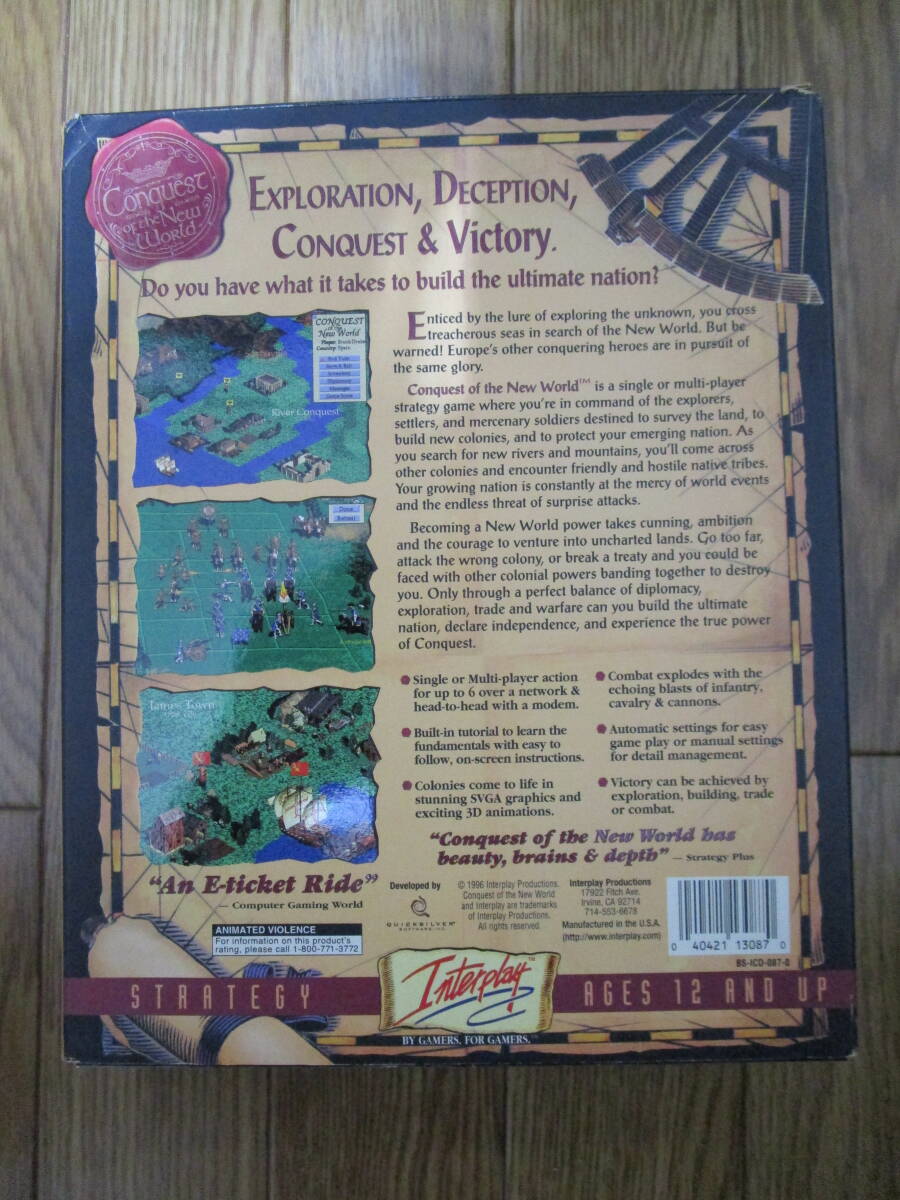 Conquest
of the New
World
Exploration, Deception,
Conquest & Victory.
Do you have what it takes to build the ultimate nation?
CONQUEST
of the
New World
River Conquest
Enticed by the lure of exploring the unknown, you cross
treacherous seas in search of the New World. But be
warned! Europe's other conquering heroes are in pursuit of
the same glory.
Conquest of the New World™ is a single or multi-player
strategy game where you're in command of the explorers,
settlers, and mercenary soldiers destined to survey the land, to
build new colonies, and to protect your emerging nation. As
you search for new rivers and mountains, you'll come across
other colonies and encounter friendly and hostile native tribes.
Your growing nation is constantly at the mercy of world events
and the endless threat of surprise attacks.
Done
Retreat
Becoming a New World power takes cunning, ambition
and the courage to venture into uncharted lands. Go too far,
attack the wrong colony, or break a treaty and you could be
faced with other colonial powers banding together to destroy
you. Only through a perfect balance of diplomacy,
exploration, trade and warfare can you build the ultimate
nation, declare independence, and experience the true power
of Conquest.
James Town
Single or Multi-player action
for up to 6 over a network &
head-to-head with a modem.
Built-in tutorial to learn the
fundamentals with easy to
follow, on-screen instructions.
Colonies come to life in
stunning SVGA graphics and
exciting 3D animations.
Combat explodes with the
echoing blasts of infantry,
cavalry & cannons.
Automatic settings for easy
game play or manual settings
for detail management.
Victory can be achieved by
exploration, building, trade
or combat.
"Conquest of the New World has
beauty, brains & depth" — Strategy Plus
"An E-ticket Ride"
— Computer Gaming World
ANIMATED VIOLENCE
For information on this product's
rating, please call 1-800-771-3772
Developed by
QUICKSILVER
SOFTWARE, INC.
© 1996 Interplay Productions.
Conquest of the New World
and Interplay are trademarks
of Interplay Productions.
All rights reserved.
Interplay Productions
17922 Fitch Ave.
Irvine, CA 92714
714-553-6678
Manufactured in the U.S.A.
(http://www.interplay.com)
0 40421 13087 0
BS-ICD-087-0
STRATEGY
Interplay™
AGES 12 AND UP
BY GAMERS. FOR GAMERS.™